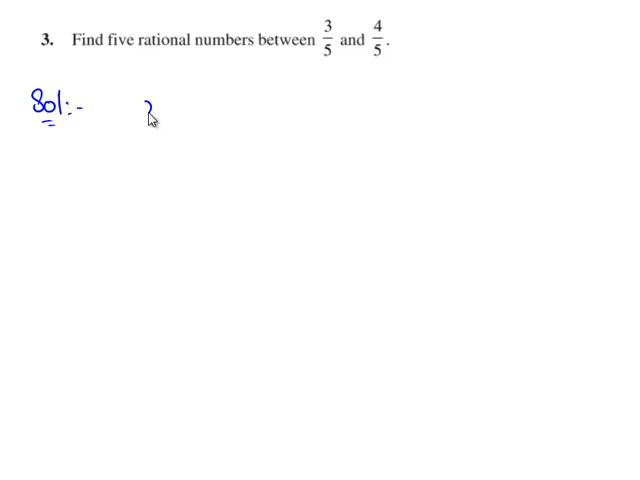 3. Find five rational numbers between 3/5 and 4/5.
Sol:-